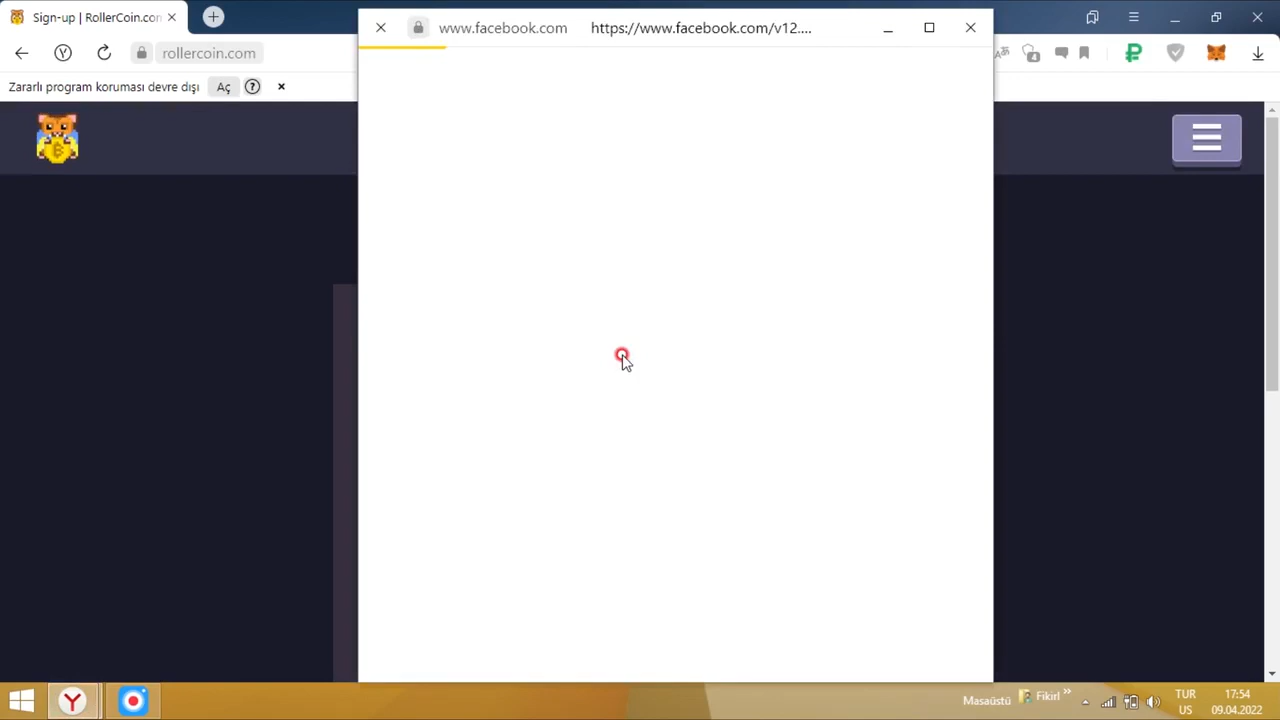 Sign-up | RollerCoin.com
www.facebook.com https://www.facebook.com/v12....
rollercoin.com
Zararlı program koruması devre dışı Aç
Masaüstü Fikirl
TUR
US
17:54
09.04.2022